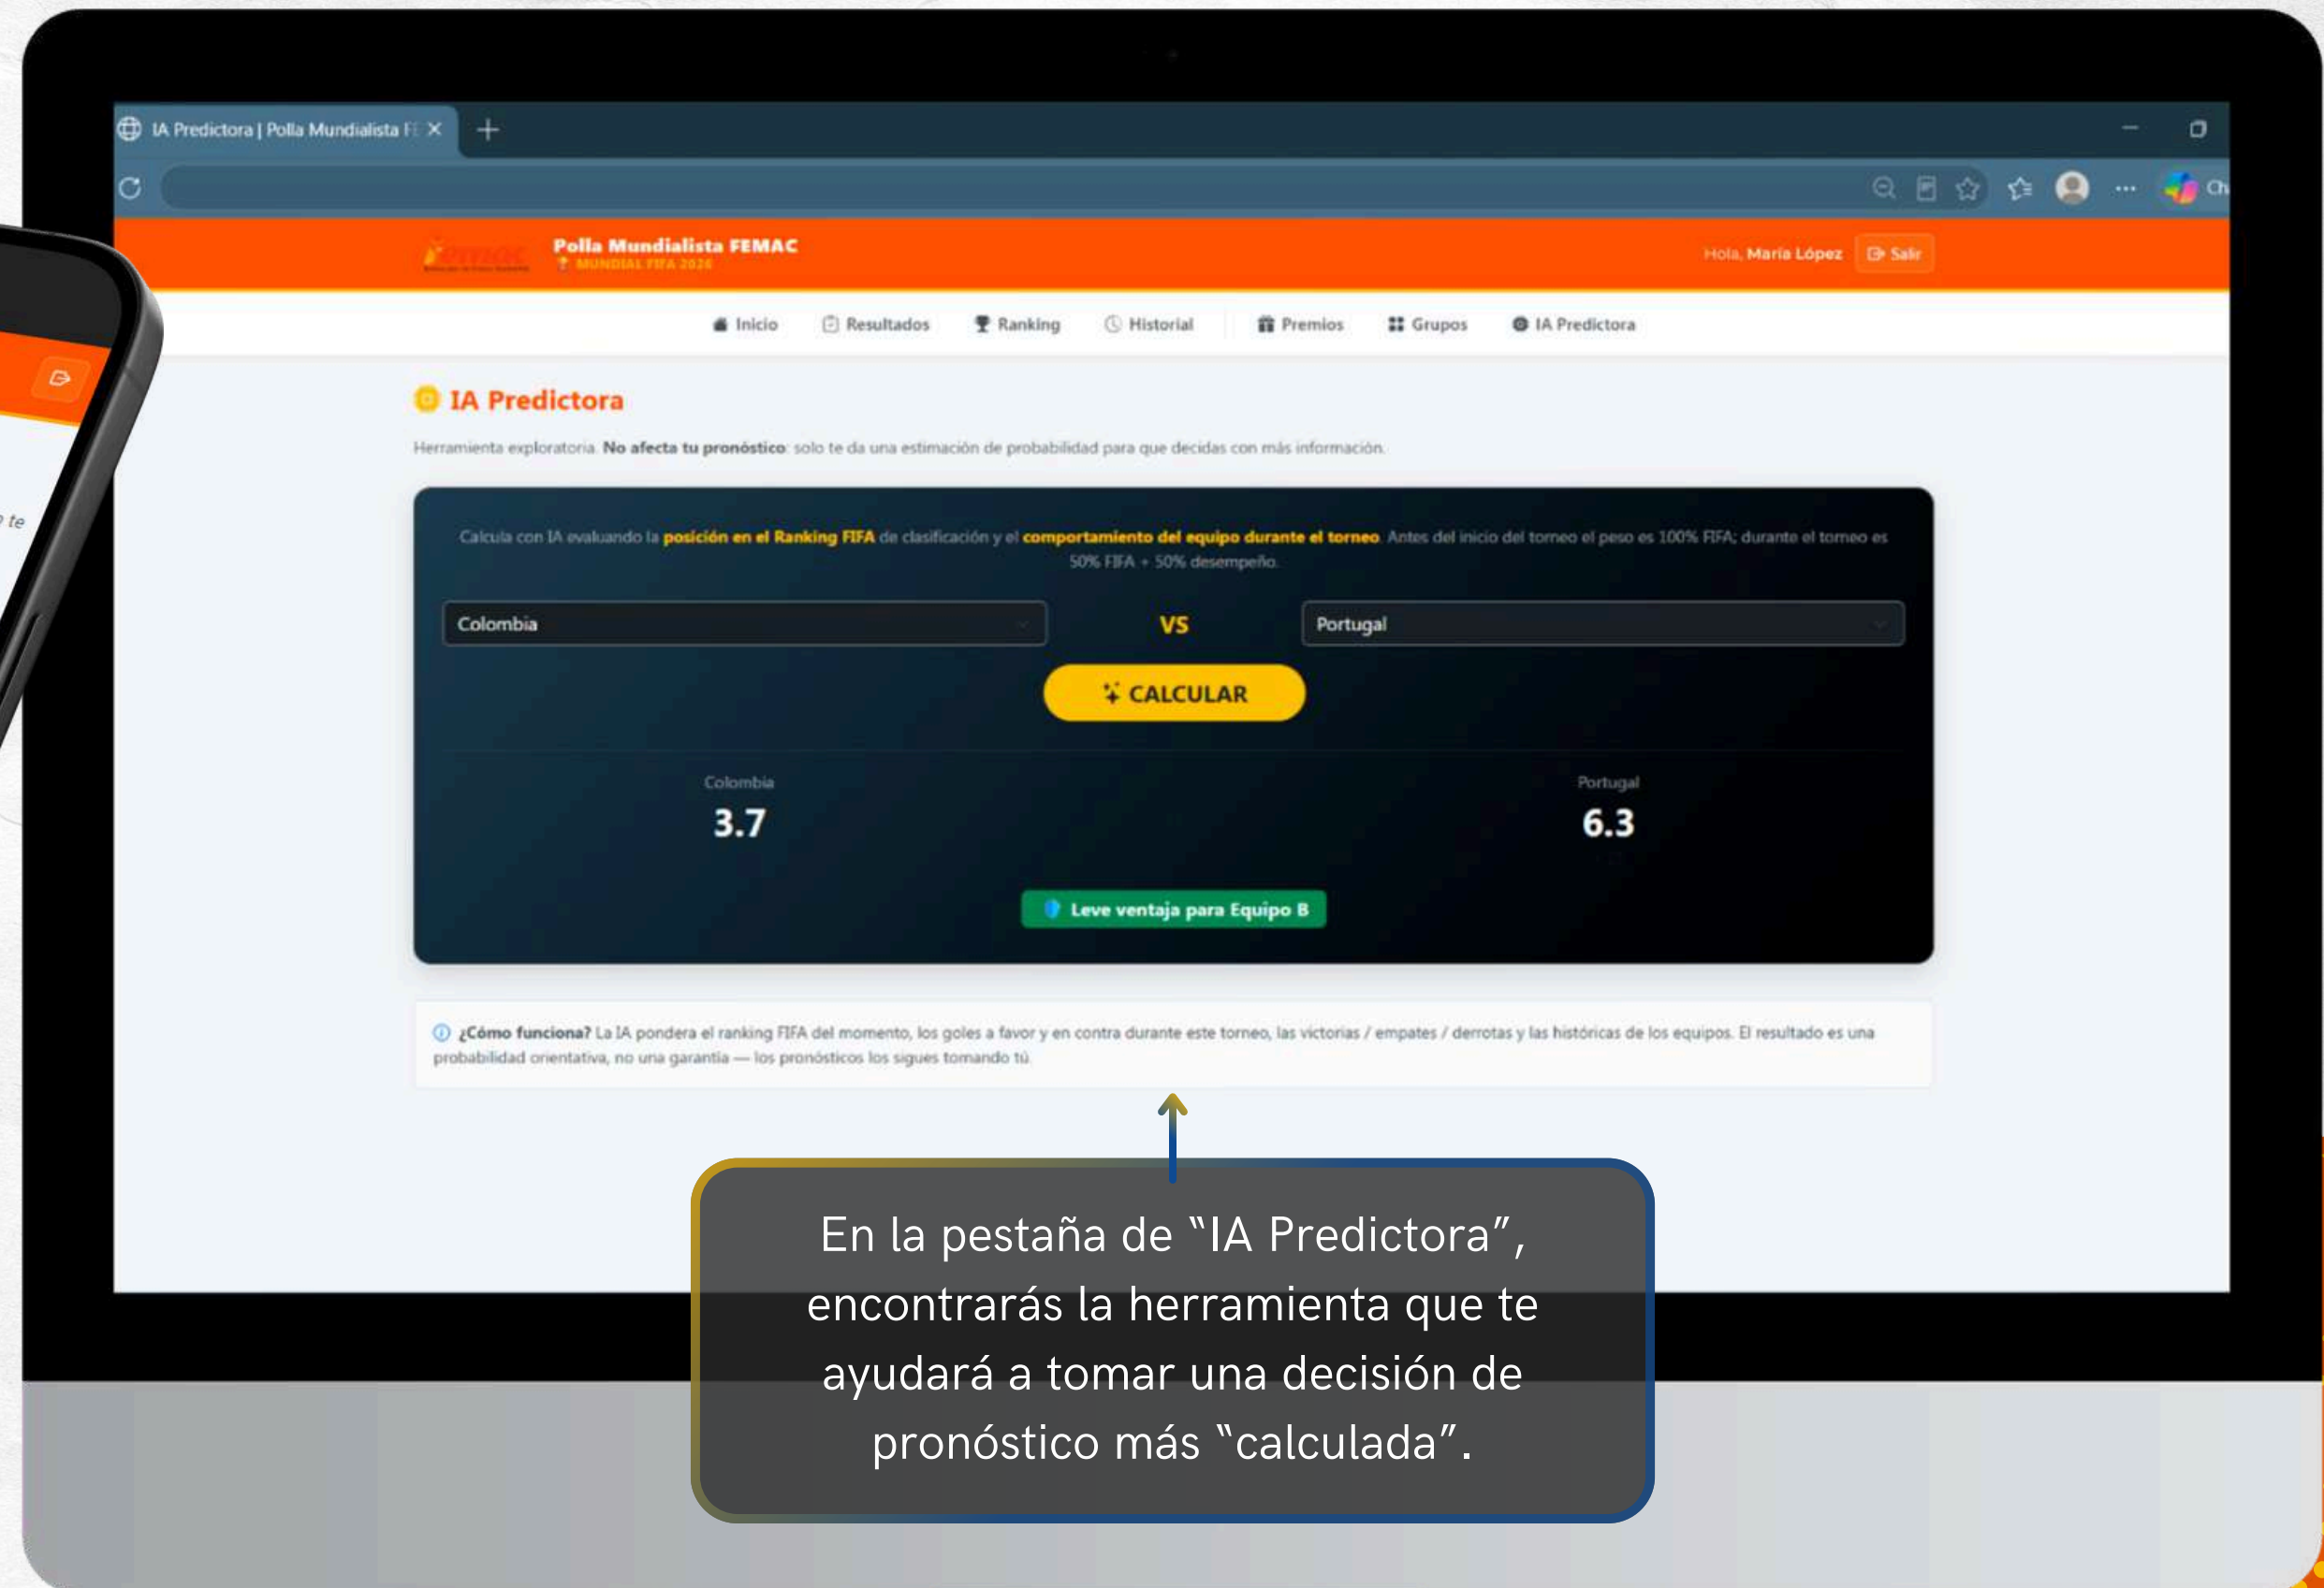 IA Predictora | Polla Mundialista FE
Polla Mundialista FEMAC
MUNDIAL FIFA 2026
Hola, María López
Salir
Inicio
Resultados
Ranking
Historial
Premios
Grupos
IA Predictora
IA Predictora
Herramienta exploratoria. No afecta tu pronóstico: solo te da una estimación de probabilidad para que decidas con más información.
te
Calcula con IA evaluando la posición en el Ranking FIFA de clasificación y el comportamiento del equipo durante el torneo. Antes del inicio del torneo el peso es 100% FIFA; durante el torneo es
50% FIFA + 50% desempeño.
Colombia
VS
Portugal
CALCULAR
Colombia
Portugal
3.7
6.3
Leve ventaja para Equipo B
¿Cómo funciona? La IA pondera el ranking FIFA del momento, los goles a favor y en contra durante este torneo, las victorias / empates / derrotas y las históricas de los equipos. El resultado es una
probabilidad orientativa, no una garantía — los pronósticos los sigues tomando tú.
En la pestaña de “IA Predictora”,
encontrarás la herramienta que te
ayudará a tomar una decisión de
pronóstico más “calculada”.